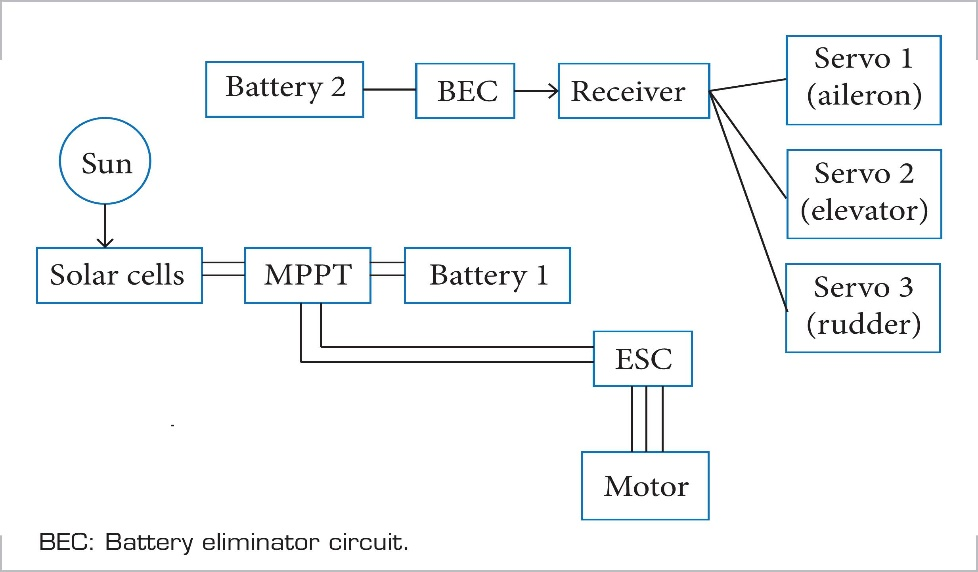 Battery 2
BEC
Receiver
Servo 1
(aileron)
Sun
Servo 2
(elevator)
Solar cells
MPPT
Battery 1
Servo 3
(rudder)
ESC
Motor
BEC: Battery eliminator circuit.